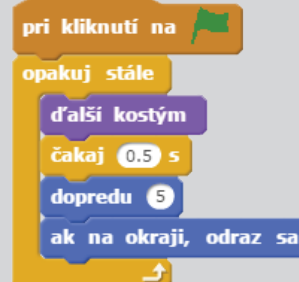 pri kliknutí na
opakuj stále
ďalší kostým
čakaj 0.5 s
dopredu 5
ak na okraji, odraz sa